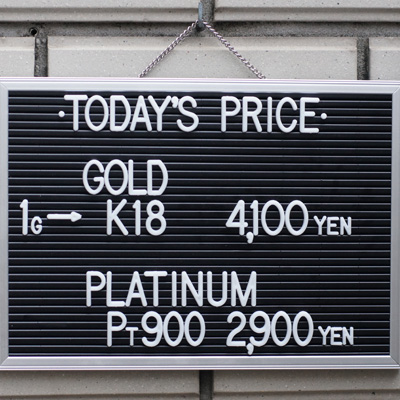 ·TODAY'S PRICE·
GOLD
1G→ K18 4,100 YEN
PLATINUM
PT900 2,900 YEN